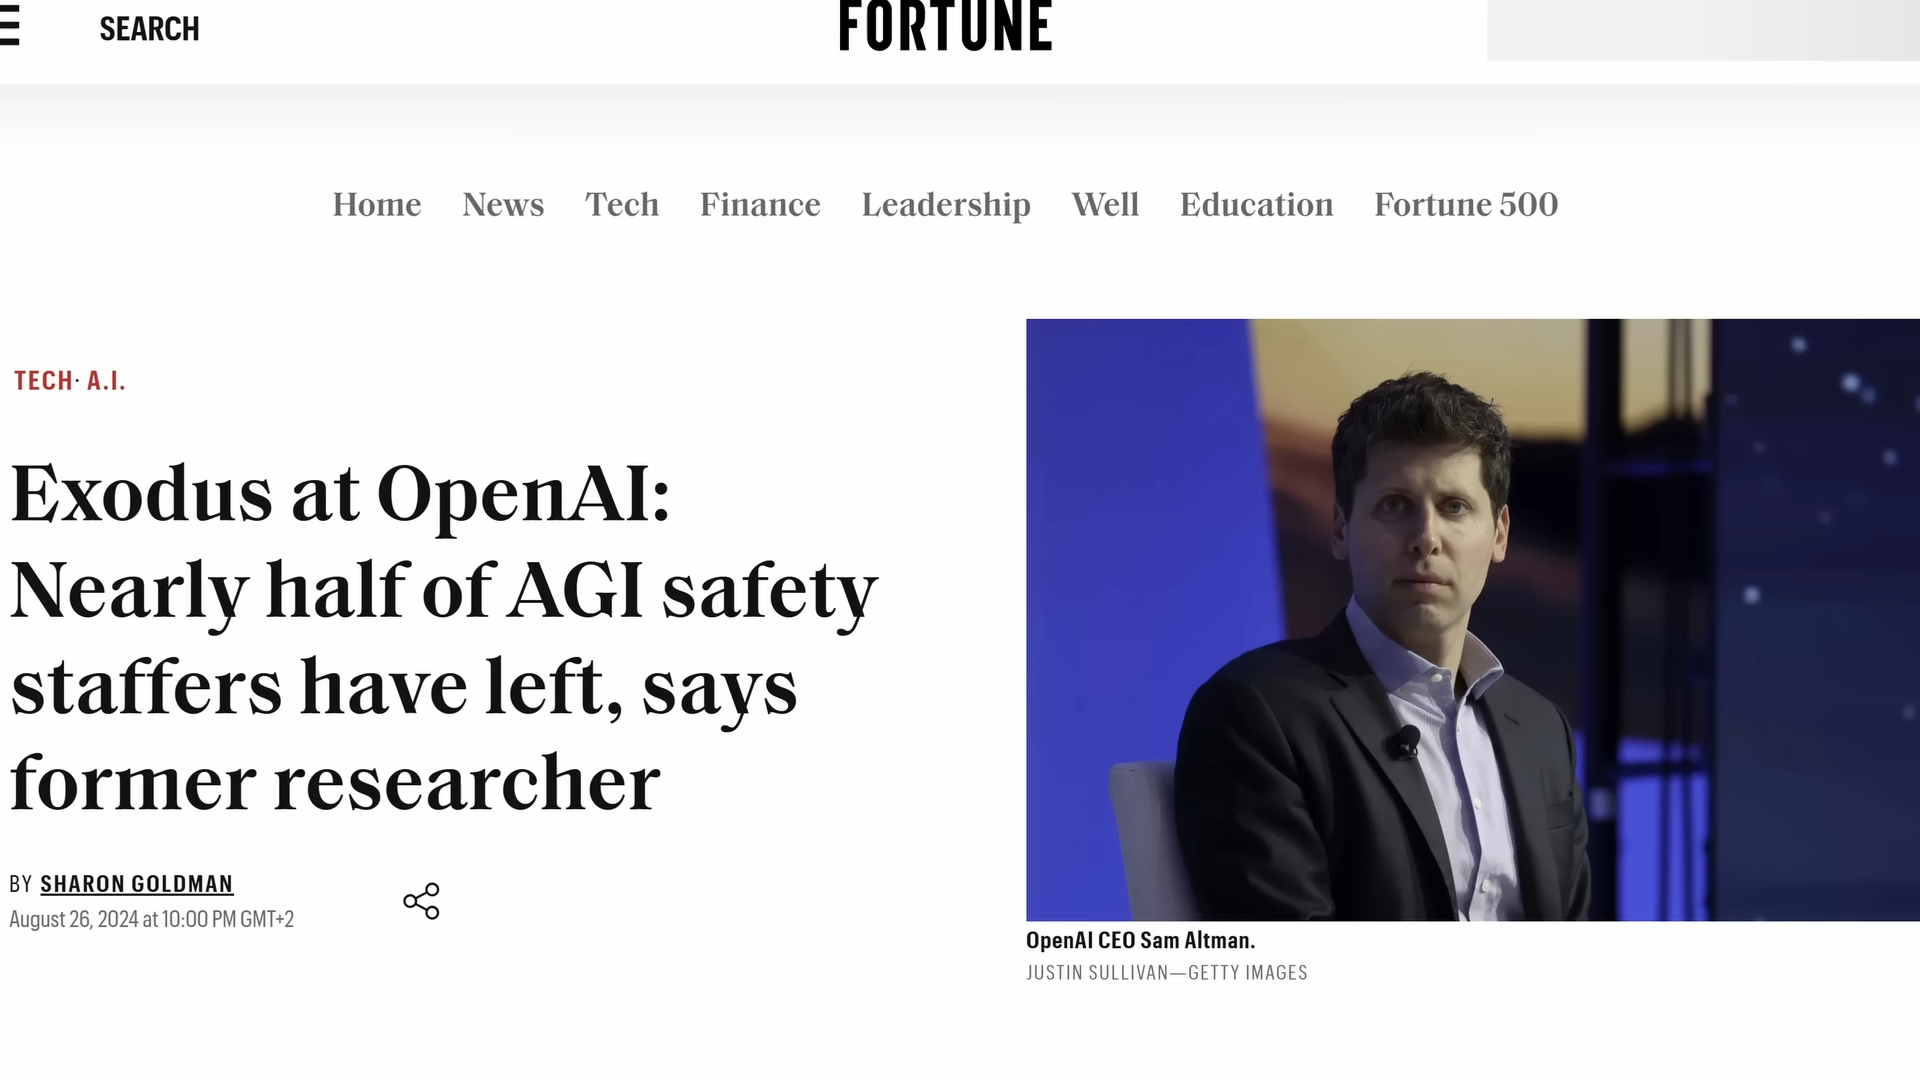 SEARCH
FORTUNE
Home News Tech Finance Leadership Well Education Fortune 500
TECH· A.I.
Exodus at OpenAI:
Nearly half of AGI safety
staffers have left, says
former researcher
BY SHARON GOLDMAN
August 26, 2024 at 10:00 PM GMT+2
OpenAI CEO Sam Altman.
JUSTIN SULLIVAN—GETTY IMAGES